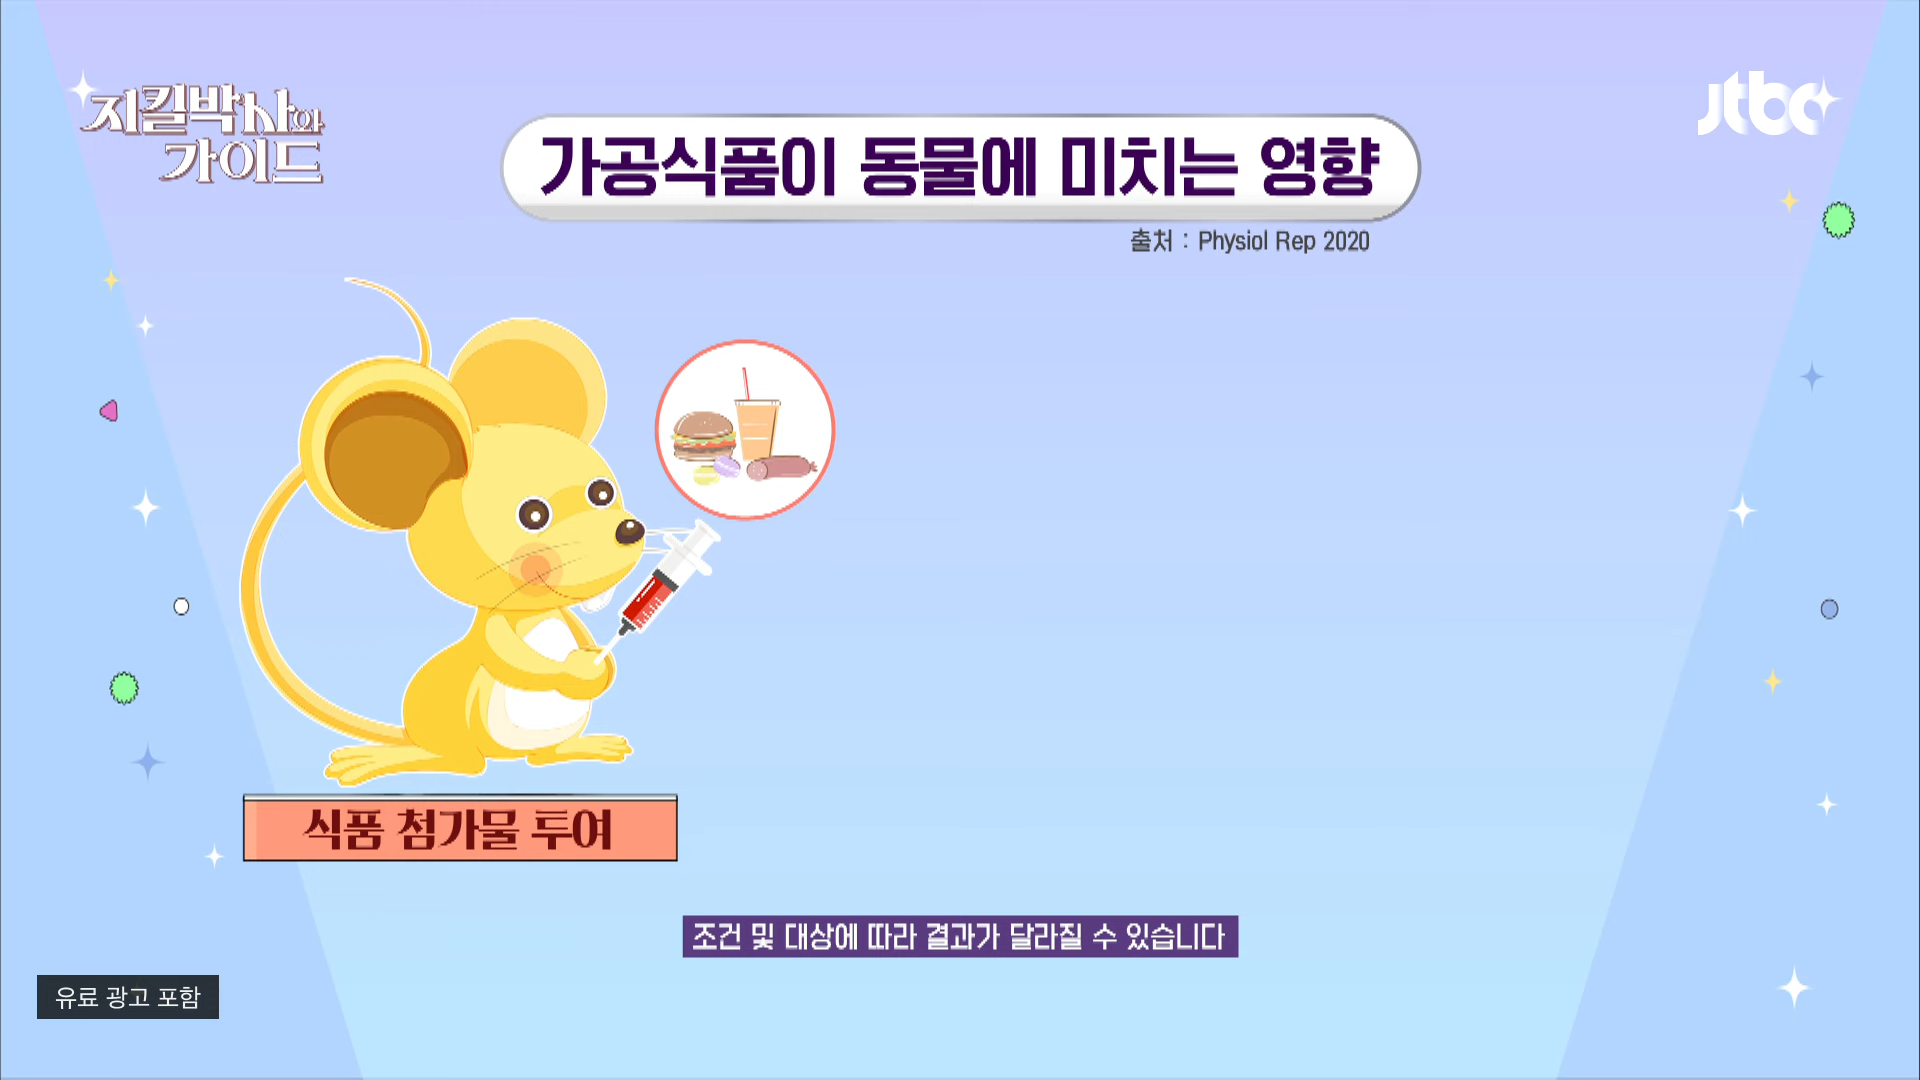 지킬박사와
가이드
jtbc
가공식품이 동물에 미치는 영향
출처 : Physiol Rep 2020
식품 첨가물 투여
조건 및 대상에 따라 결과가 달라질 수 있습니다
유료 광고 포함